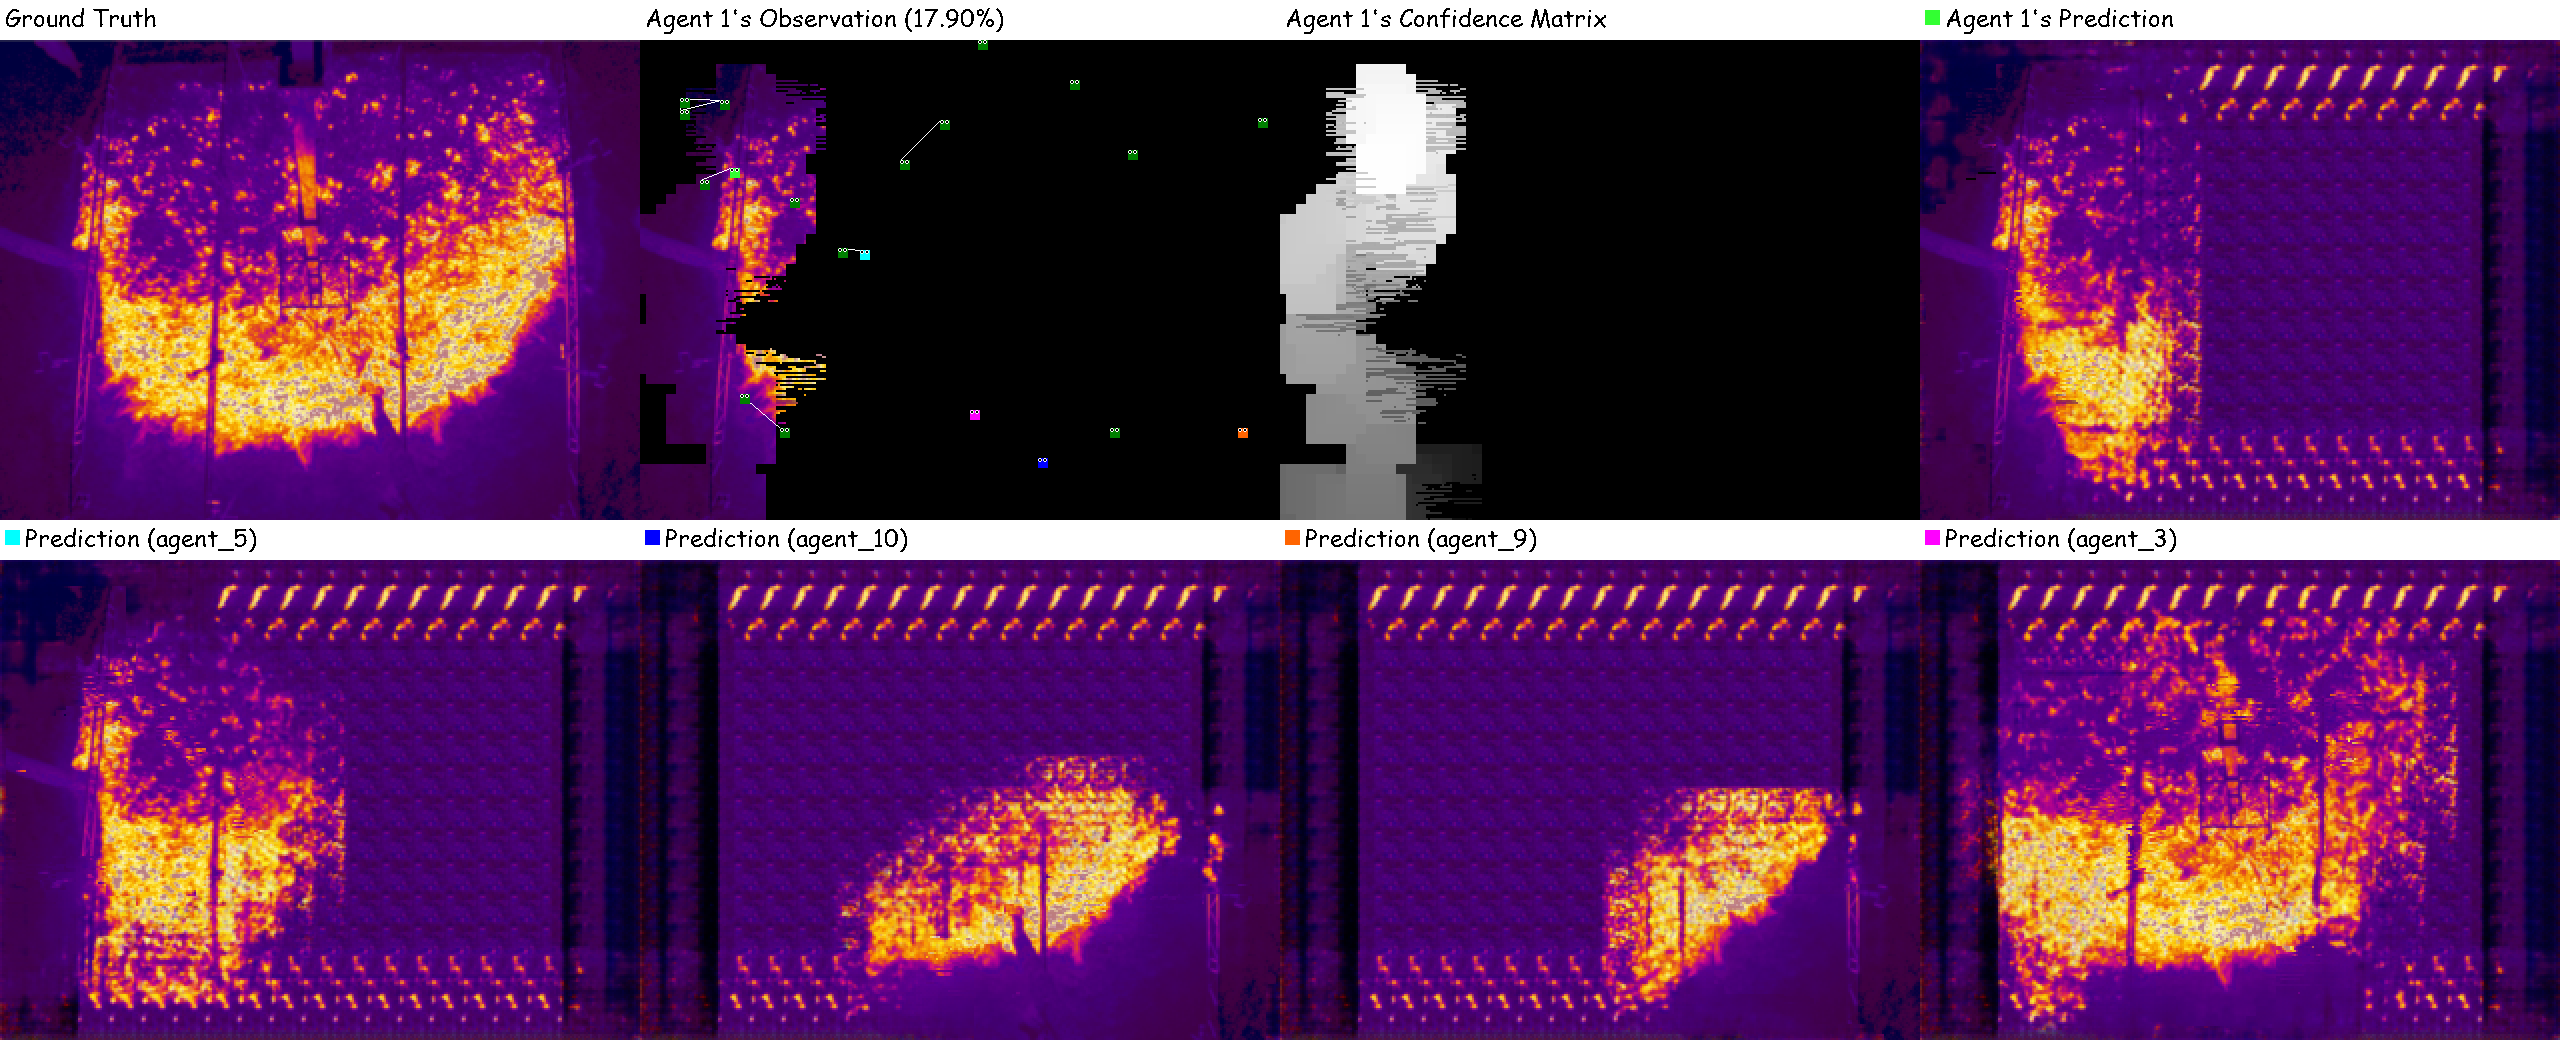 Ground Truth
Agent 1's Observation (17.90%)
Agent 1's Confidence Matrix
Agent 1's Prediction
Prediction (agent_5)
Prediction (agent_10)
Prediction (agent_9)
Prediction (agent_3)